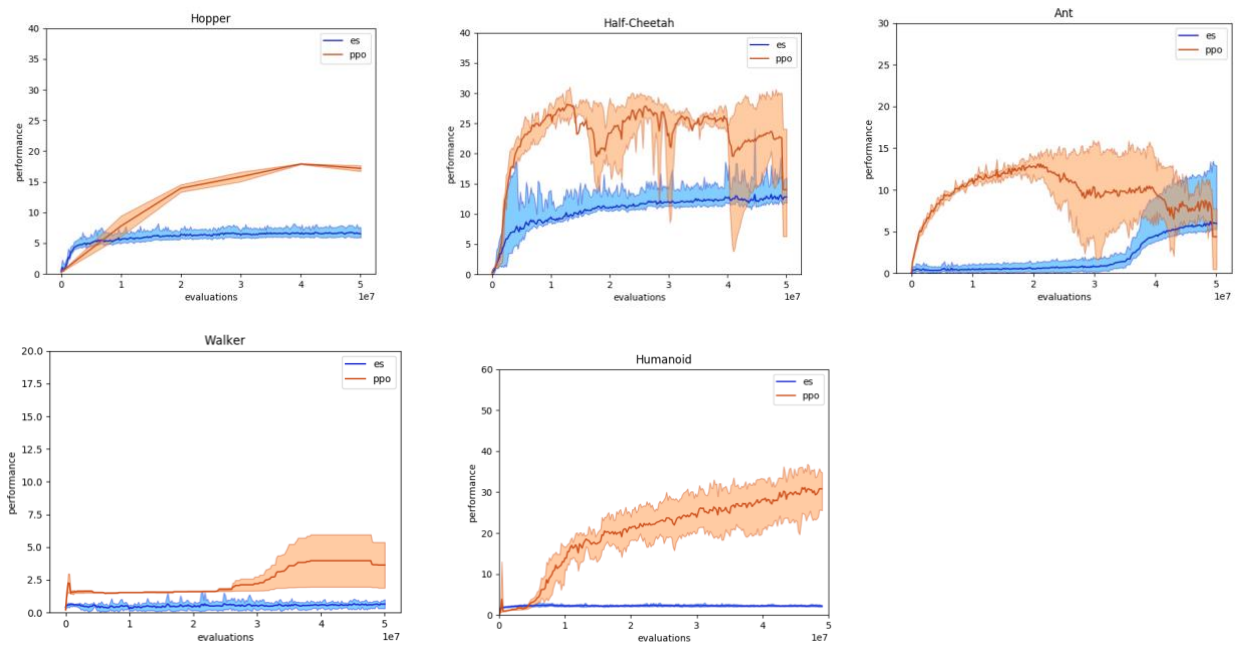 Hopper
40
35
30
25
20
15
10
5
0
performance
es
ppo
0
1
2
3
4
5
1e7
evaluations
Half-Cheetah
40
35
30
25
20
15
10
5
0
performance
es
ppo
0
1
2
3
4
5
1e7
evaluations
Ant
30
25
20
15
10
5
0
performance
es
ppo
0
1
2
3
4
5
1e7
evaluations
Walker
20.0
17.5
15.0
12.5
10.0
7.5
5.0
2.5
0.0
performance
es
ppo
0
1
2
3
4
5
1e7
evaluations
Humanoid
60
50
40
30
20
10
0
performance
es
ppo
0
1
2
3
4
5
1e7
evaluations